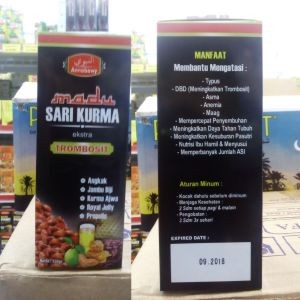 Annabawy
madu
SARI KURMA
ekstra
TROMBOSIT
- Angkak
- Jambu Biji
- Kurma Ajwa
- Royal Jelly
- Propolis
MANFAAT
Membantu Mengatasi :
- Typus
- DBD (Meningkatkan Trombosit)
- Asma
- Anemia
- Maag
- Mempercepat Penyembuhan
- Meningkatkan Daya Tahan Tubuh
- Meningkatkan Kesuburan Pasutri
- Nutrisi Ibu Hamil & Menyusui
- Memperbanyak Jumlah ASI
Aturan Minum :
- Kocok dahulu sebelum diminum
- Menjaga Kesehatan :
2 Sdm setiap pagi & malam
- Pengobatan :
2 Sdm 3x sehari
EXPIRED DATE :
09.2018